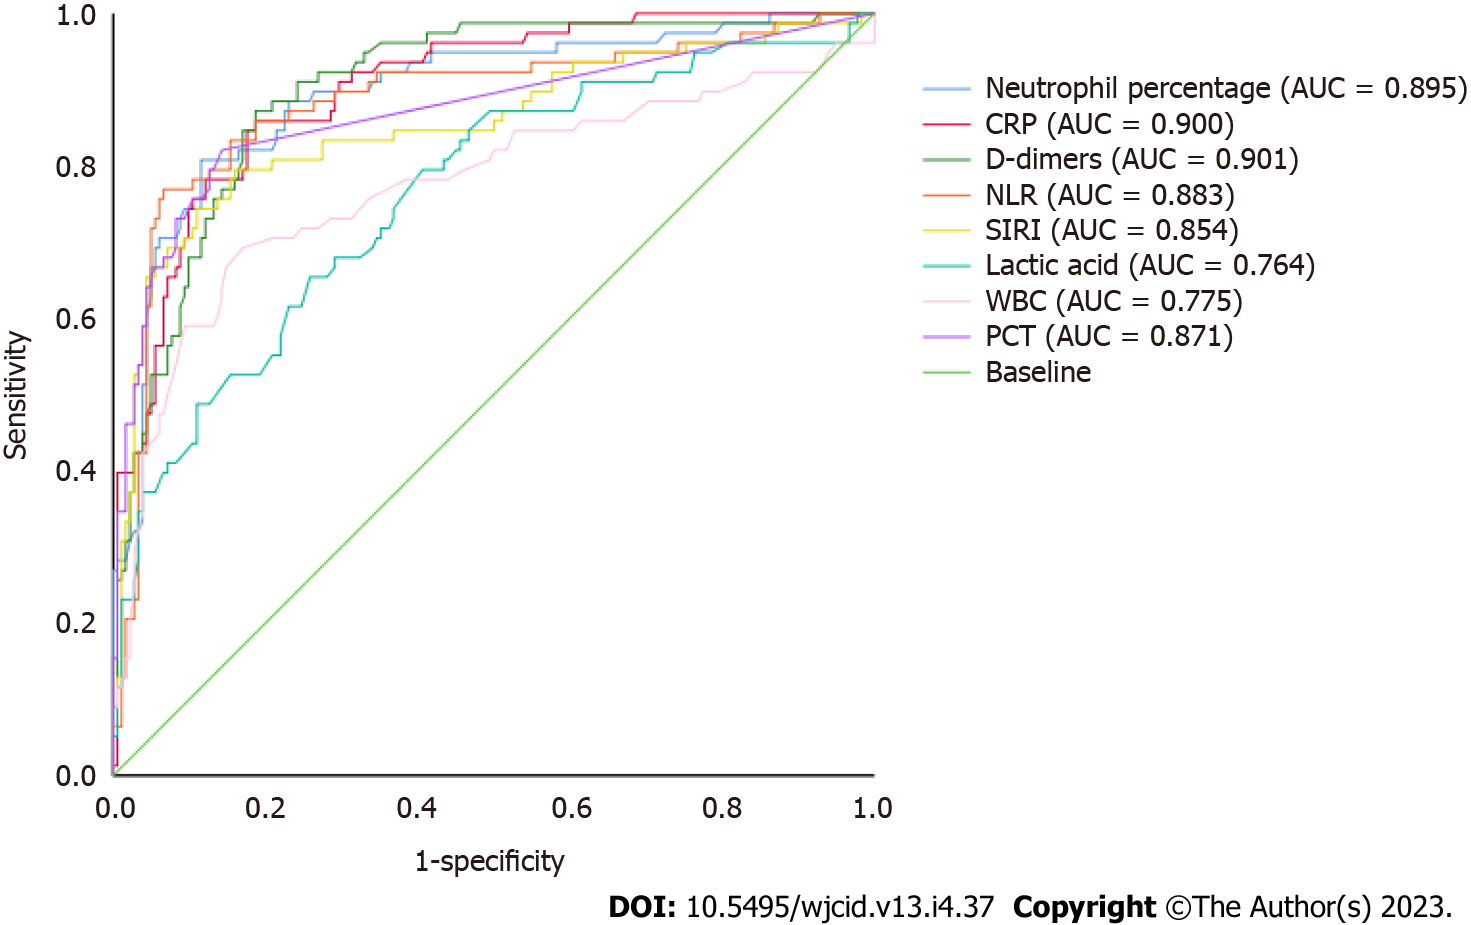 1.0
0.8
0.6
0.4
0.2
0.0
Sensitivity
0.0 0.2 0.4 0.6 0.8 1.0
1-specificity
Neutrophil percentage (AUC = 0.895)
CRP (AUC = 0.900)
D-dimers (AUC = 0.901)
NLR (AUC = 0.883)
SIRI (AUC = 0.854)
Lactic acid (AUC = 0.764)
WBC (AUC = 0.775)
PCT (AUC = 0.871)
Baseline
DOI: 10.5495/wjcid.v13.i4.37 Copyright ©The Author(s) 2023.